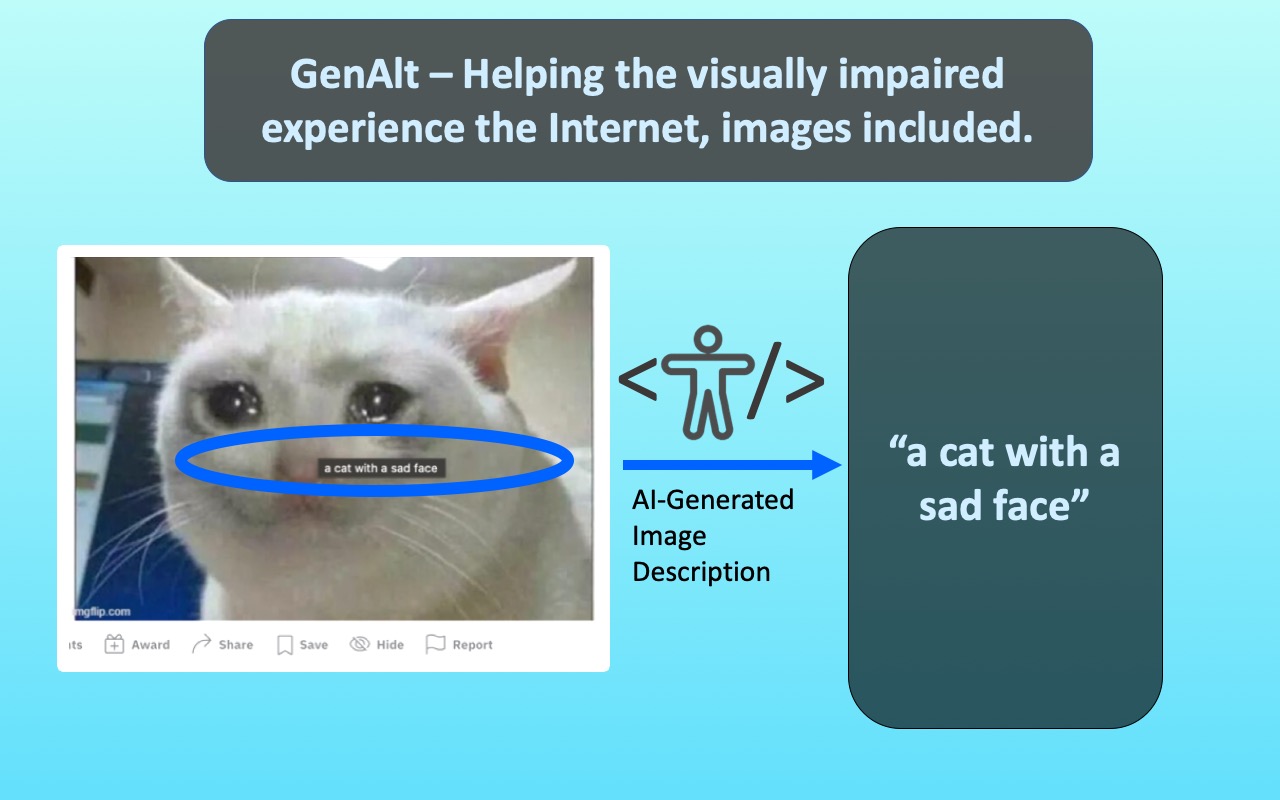 GenAlt – Helping the visually impaired
experience the Internet, images included.
a cat with a sad face
mgflip.com
nts
Award
Share
Save
Hide
Report
< />
AI-Generated
Image
Description
“a cat with a
sad face”